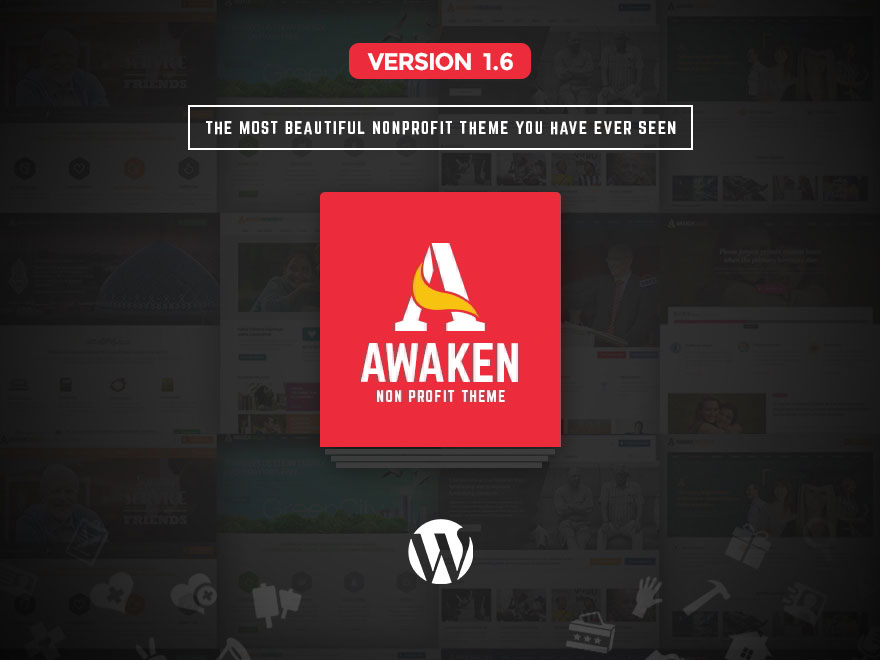 VERSION 1.6
THE MOST BEAUTIFUL NONPROFIT THEME YOU HAVE EVER SEEN
AWAKEN
NON PROFIT THEME